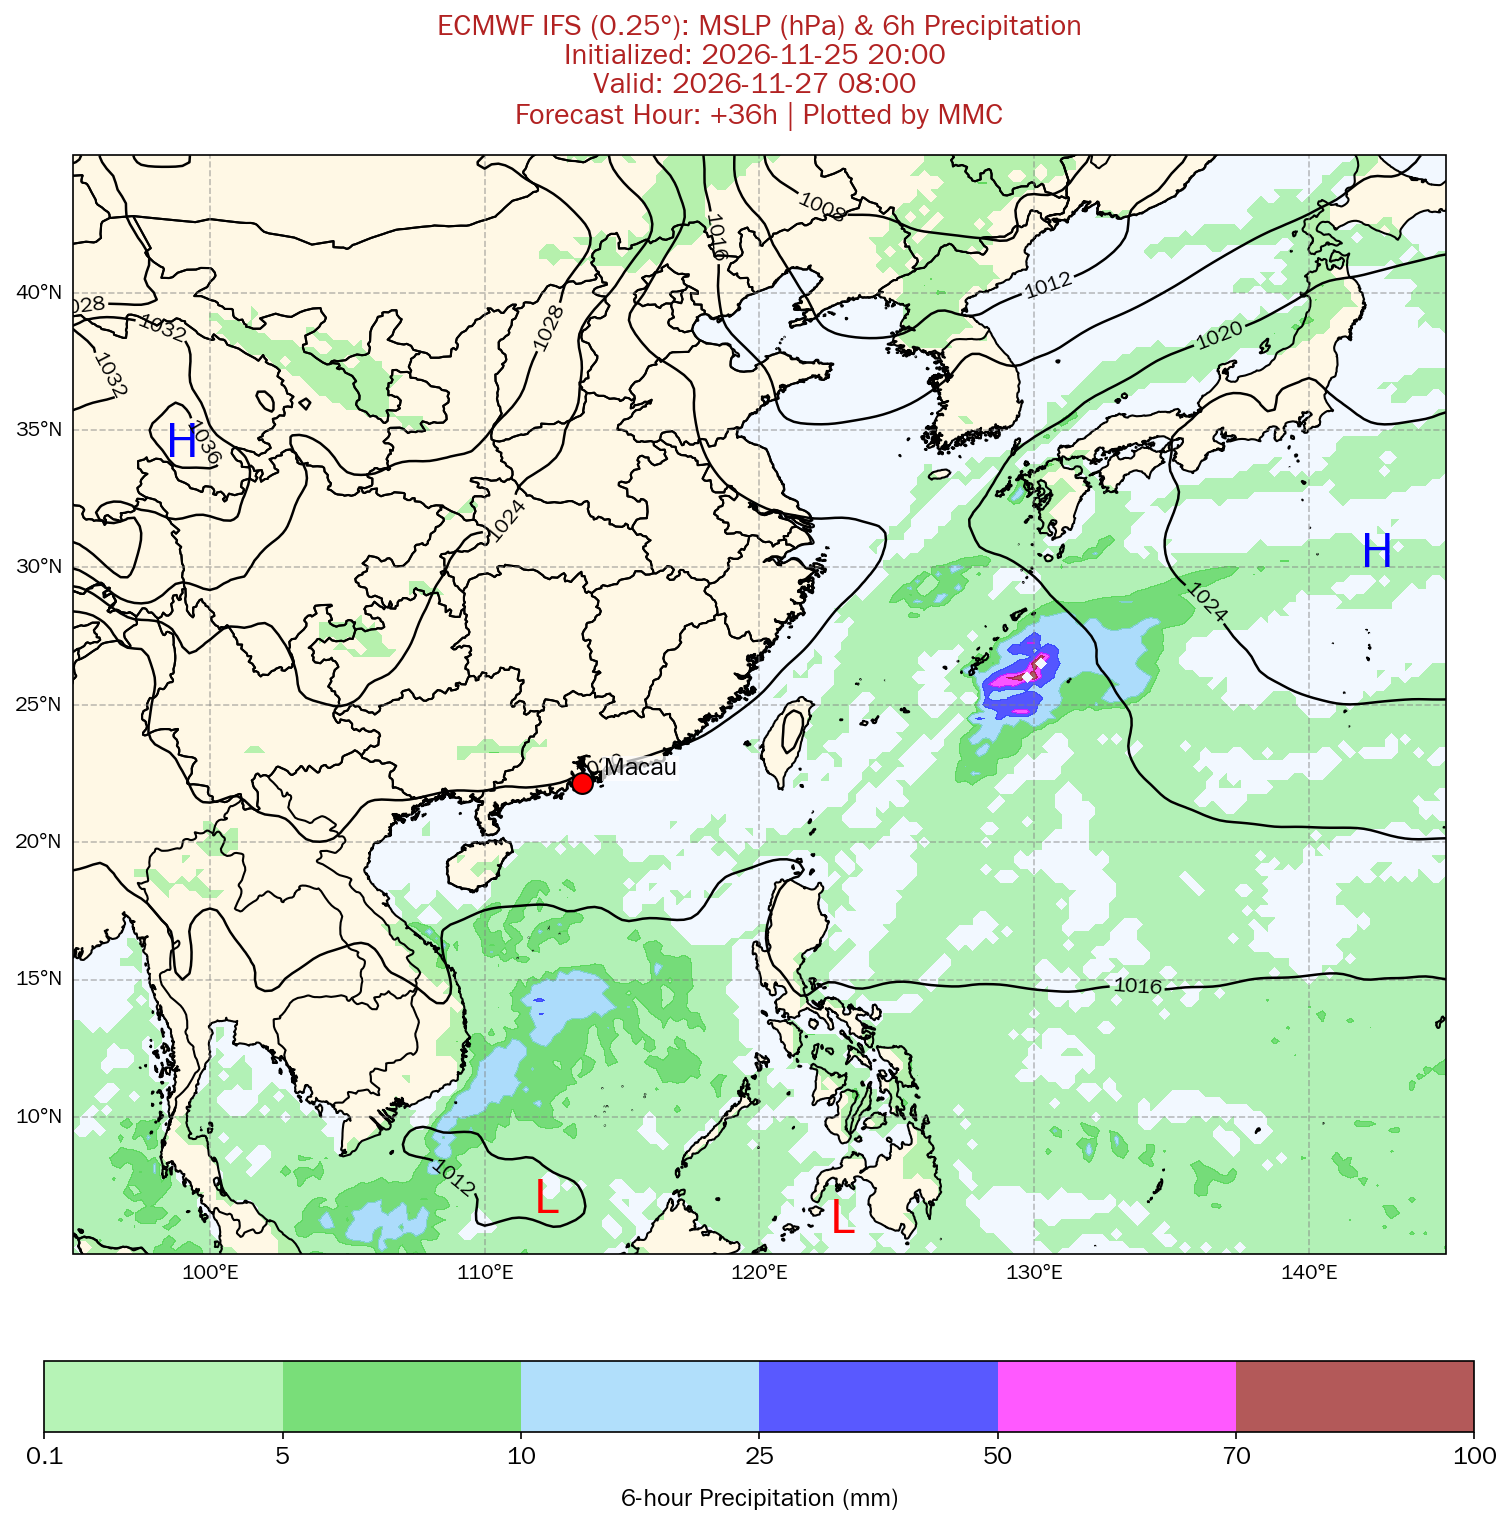 ECMWF IFS (0.25°): MSLP (hPa) & 6h Precipitation
Initialized: 2026-11-25 20:00
Valid: 2026-11-27 08:00
Forecast Hour: +36h | Plotted by MMC
1008
1016
1012
40°N
028
1032
1028
1020
1032
35°N
H
1036
1024
H
30°N
1024
25°N
Macau
20°N
15°N
1016
10°N
1012
L
L
100°E
110°E
120°E
130°E
140°E
0.1
5
10
25
50
70
100
6-hour Precipitation (mm)